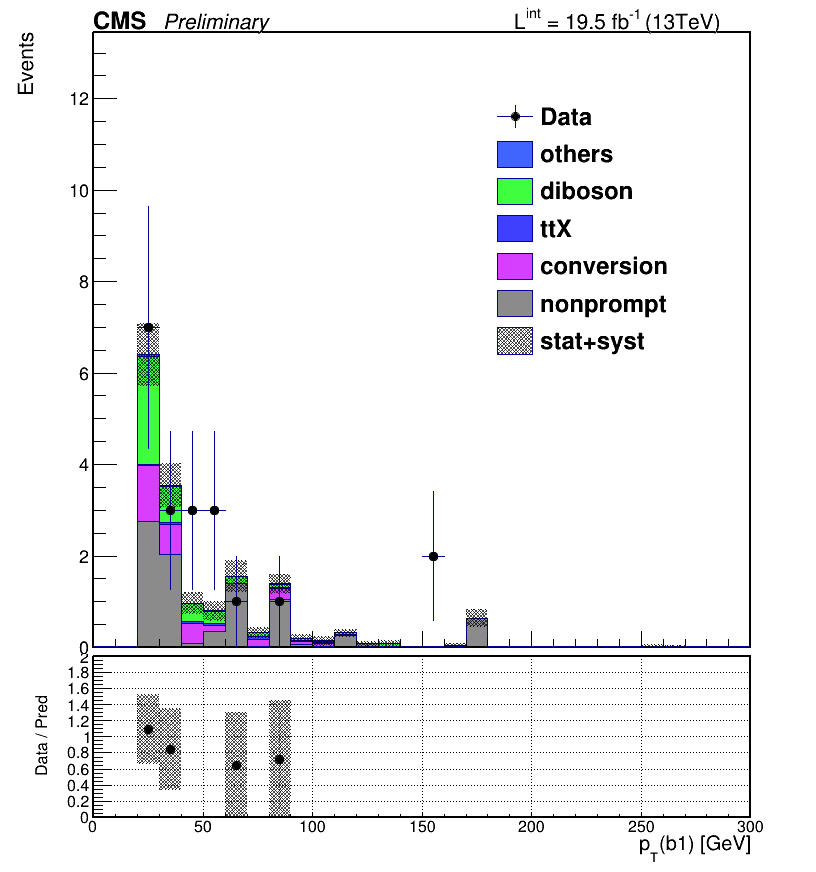 CMS Preliminary L^int = 19.5 fb^-1 (13TeV)
Events
12
10
8
6
4
2
0
Data
others
diboson
ttX
conversion
nonprompt
stat+syst
Data / Pred
2
1.8
1.6
1.4
1.2
1
0.8
0.6
0.4
0.2
0
0 50 100 150 200 250 300
p_T(b1) [GeV]